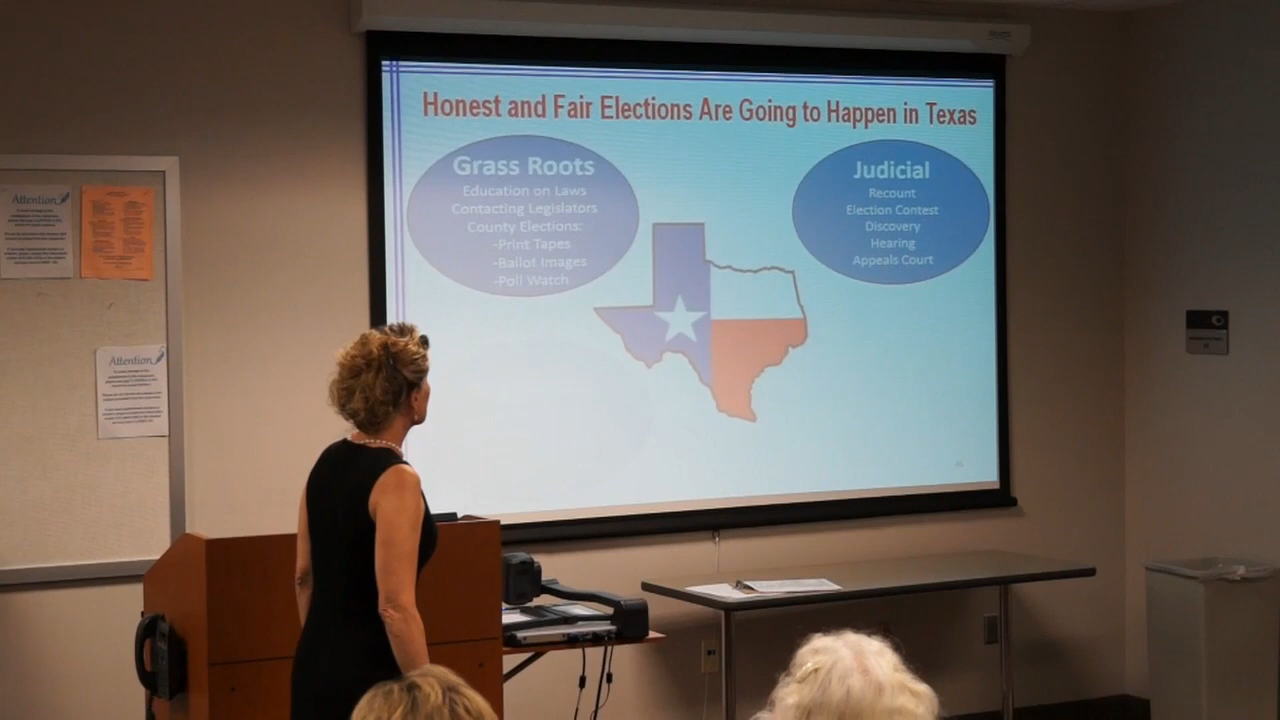 Honest and Fair Elections Are Going to Happen in Texas
Grass Roots
Education on Laws
Contacting Legislators
County Elections:
-Print Tapes
-Ballot Images
-Poll Watch
Judicial
Recount
Election Contest
Discovery
Hearing
Appeals Court
Attention
Attention